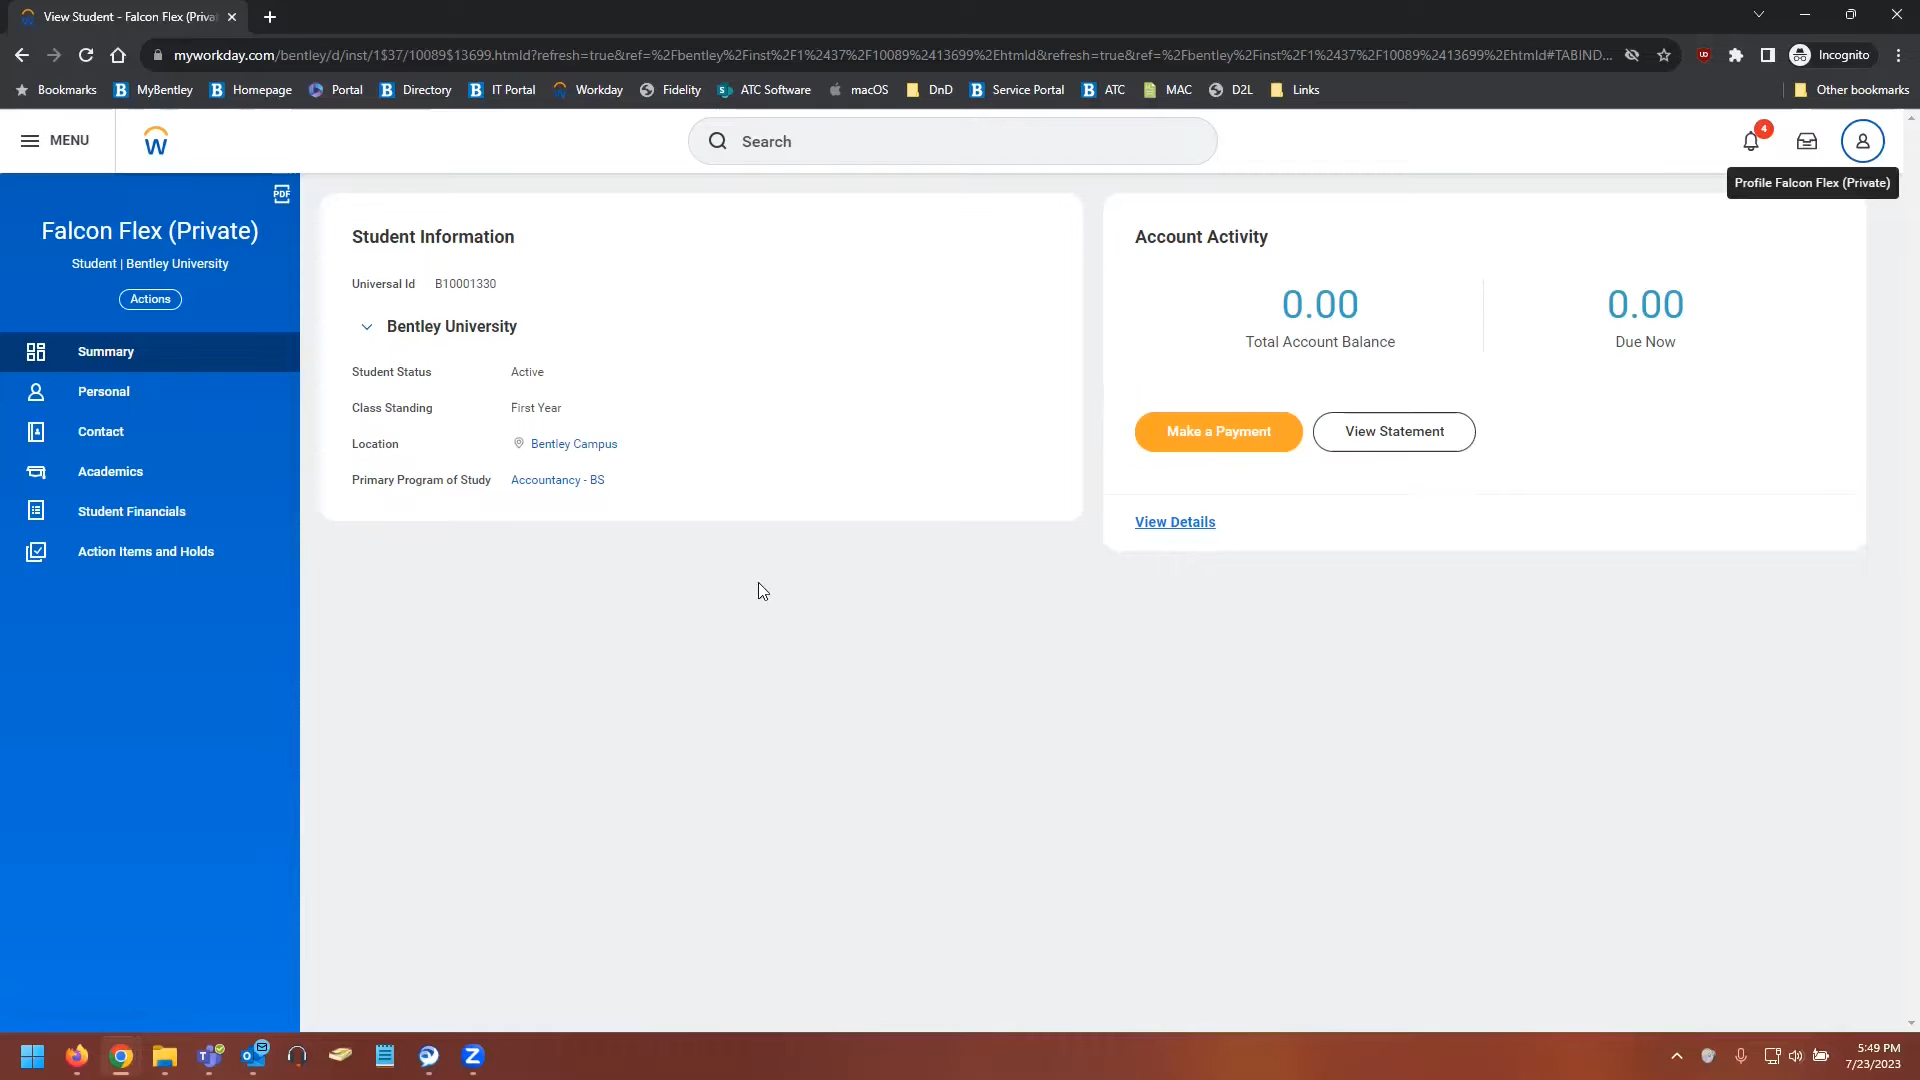 View Student - Falcon Flex (Priva
myworkday.com/bentley/d/inst/1$37/10089$13699.htmld?refresh=true&ref=%2Fbentley%2Finst%2F1%2437%2F10089%2413699%2Ehtmld&refresh=true&ref=%2Fbentley%2Finst%2F1%2437%2F10089%2413699%2Ehtmld#TABIND...
Incognito
Bookmarks MyBentley Homepage Portal Directory IT Portal Workday Fidelity ATC Software macOS DnD Service Portal ATC MAC D2L Links Other bookmarks
MENU
Search
4
Profile Falcon Flex (Private)
PDF
Falcon Flex (Private)
Student | Bentley University
Actions
Summary
Personal
Contact
Academics
Student Financials
Action Items and Holds
Student Information
Universal Id B10001330
Bentley University
Student Status Active
Class Standing First Year
Location Bentley Campus
Primary Program of Study Accountancy - BS
Account Activity
0.00 0.00
Total Account Balance Due Now
Make a Payment View Statement
View Details
5:49 PM
7/23/2023